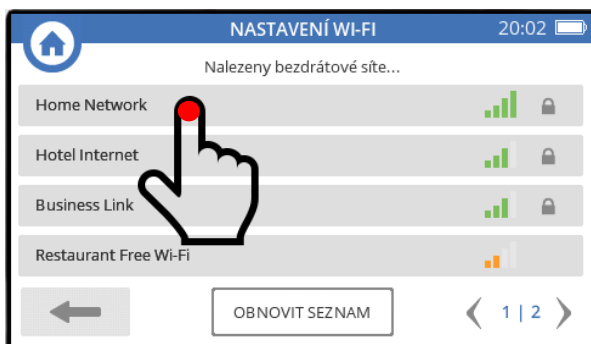 NASTAVENÍ WI-FI 20:02
Nalezeny bezdrátové síte...
Home Network
Hotel Internet
Business Link
Restaurant Free Wi-Fi
OBNOVIT SEZNAM 1 | 2